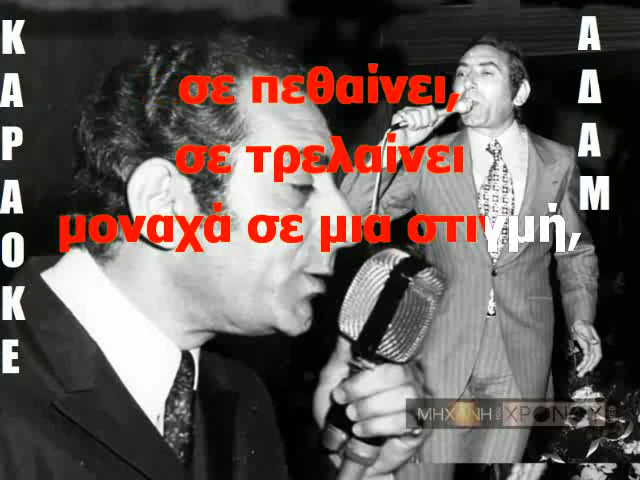 ΚΑΡΑΟΚΕ
ΑΔΑΜ
σε πεθαίνει,
σε τρελαίνει
μοναχά σε μια στιγμή,
ΜΗΧΑΝΗ ΧΡΟΝΟΥ